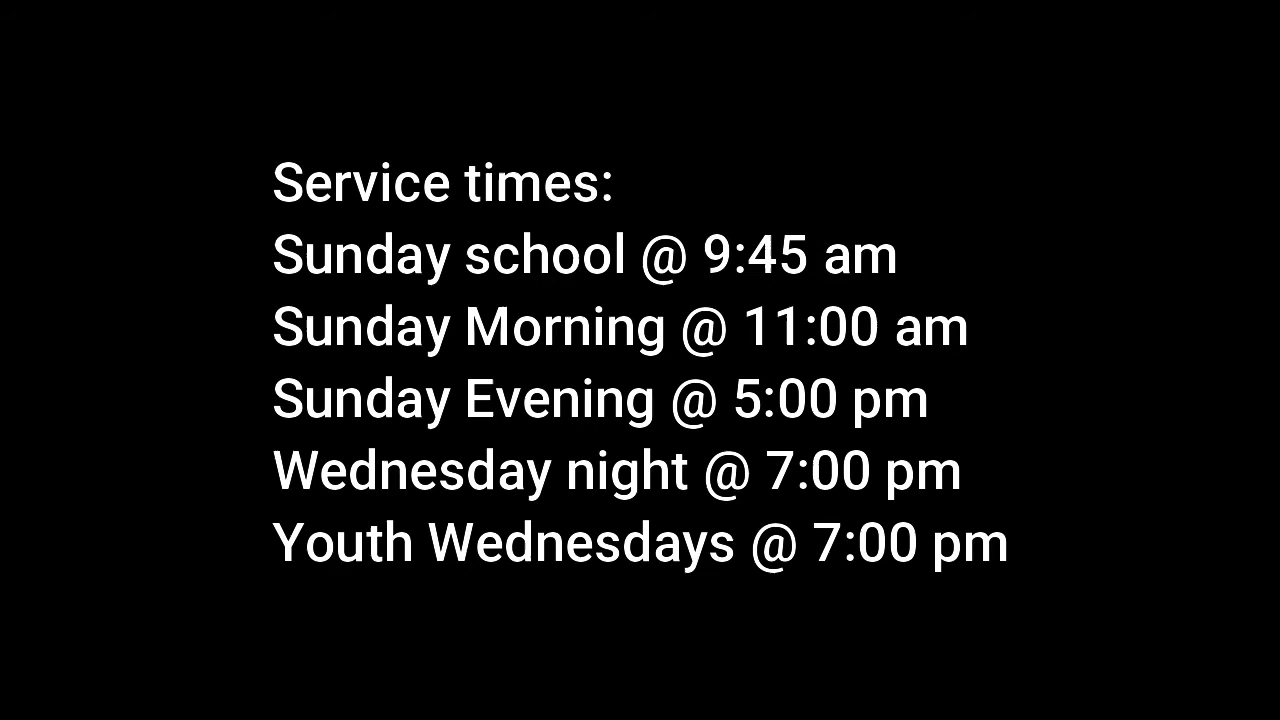 Service times:
Sunday school @ 9:45 am
Sunday Morning @ 11:00 am
Sunday Evening @ 5:00 pm
Wednesday night @ 7:00 pm
Youth Wednesdays @ 7:00 pm